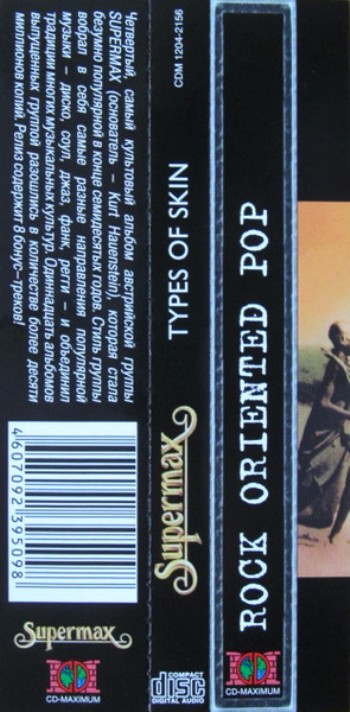 Четвертый, самый культовый альбом австрийской группы
SUPERMAX (основатель – Kurt Hauenstein), которая стала
безумно популярной в конце семидесятых годов. Стиль группы
вобрал в себя самые разные направления популярной
музыки – диско, соул, джаз, фанк, регги – и объединил
традиции многих музыкальных культур. Одиннадцать альбомов
выпущенных группой разошлись в количестве более десяти
миллионов копий. Релиз содержит 8 бонус-треков!
4607092 395098
Supermax
CD-MAXIMUM
CDM 1204-2156
TYPES OF SKIN
Supermax
COMPACT
disc
DIGITAL AUDIO
ROCK ORIENTED POP
CD-MAXIMUM